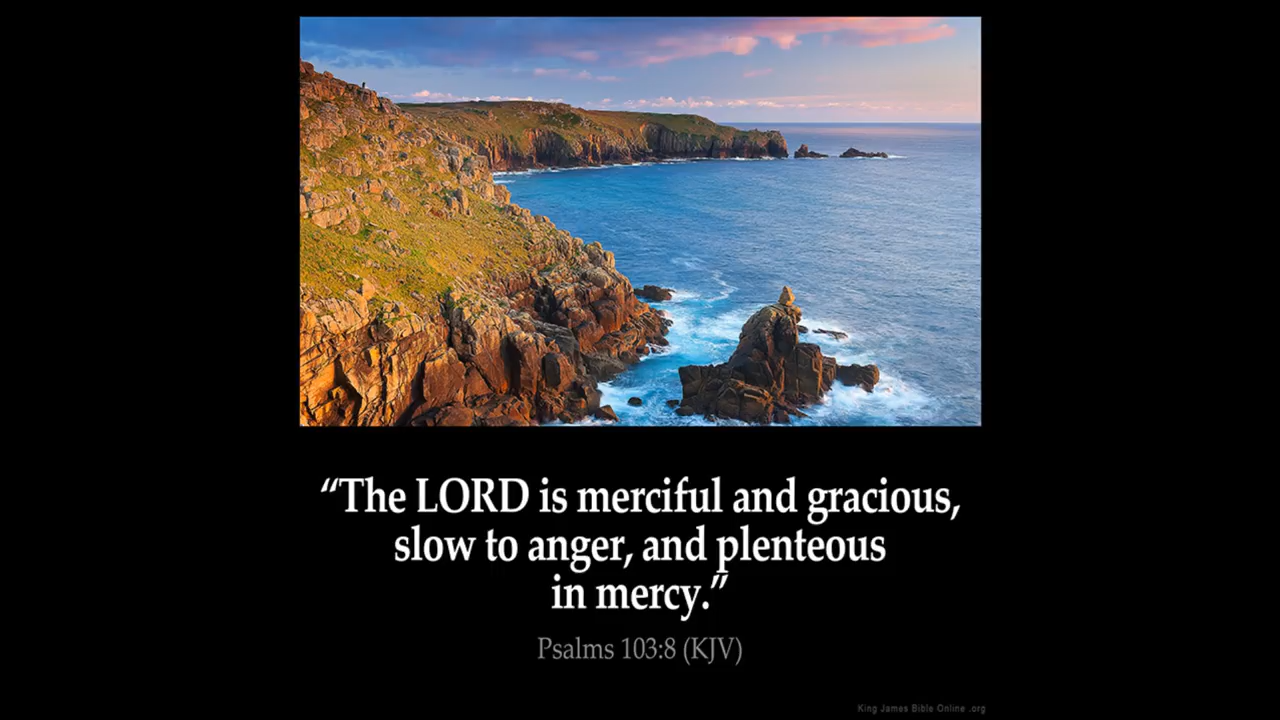 “The LORD is merciful and gracious,
slow to anger, and plenteous
in mercy.”
Psalms 103:8 (KJV)
King James Bible Online .org